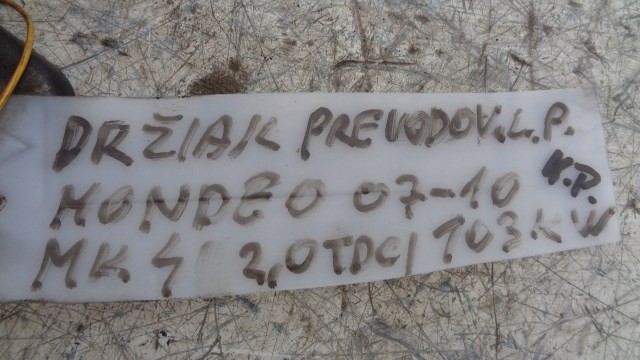 DRŽIAK PREVODOV.L.P.
K.P.
MONDEO 07-10
MK4 2,0TDCI 103KW